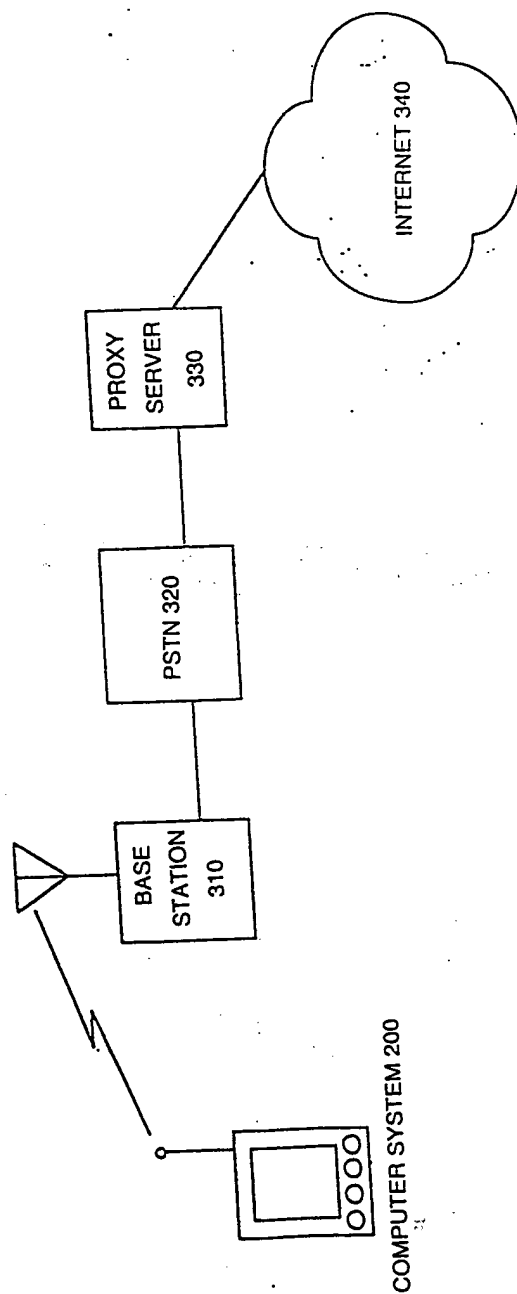 COMPUTER SYSTEM 200
BASE
STATION
310
PSTN 320
PROXY
SERVER
330
INTERNET 340